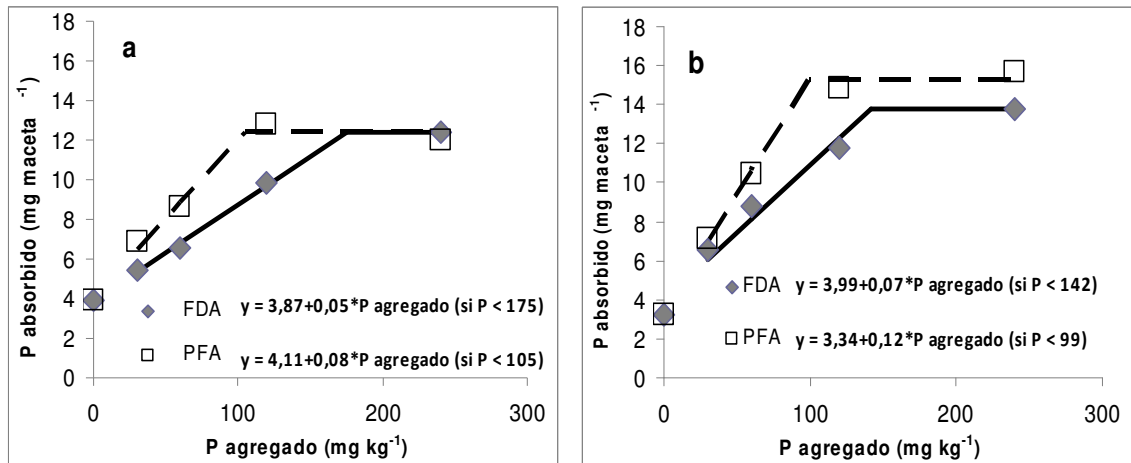 a
P absorbido (mg maceta -1)
18
16
14
12
10
8
6
4
2
0
FDA y = 3,87+0,05*P agregado (si P < 175)
PFA y = 4,11+0,08*P agregado (si P < 105)
0 100 200 300
P agregado (mg kg-1)
b
P absorbido (mg maceta -1)
18
16
14
12
10
8
6
4
2
0
FDA y = 3,99+0,07*P agregado (si P < 142)
PFA y = 3,34+0,12*P agregado (si P < 99)
0 100 200 300
P agregado (mg kg-1)